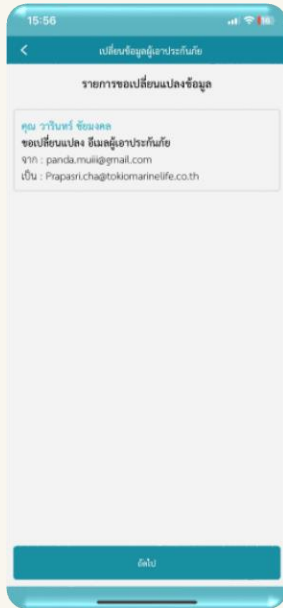 15:56
เปลี่ยนข้อมูลผู้เอาประกันภัย
รายการขอเปลี่ยนแปลงข้อมูล
คุณ วารินทร์ ชัยมงคล
ขอเปลี่ยนแปลง อีเมลผู้เอาประกันภัย
จาก : panda.muiii@gmail.com
เป็น : Prapasri.cha@tokiomarinelife.co.th
ถัดไป